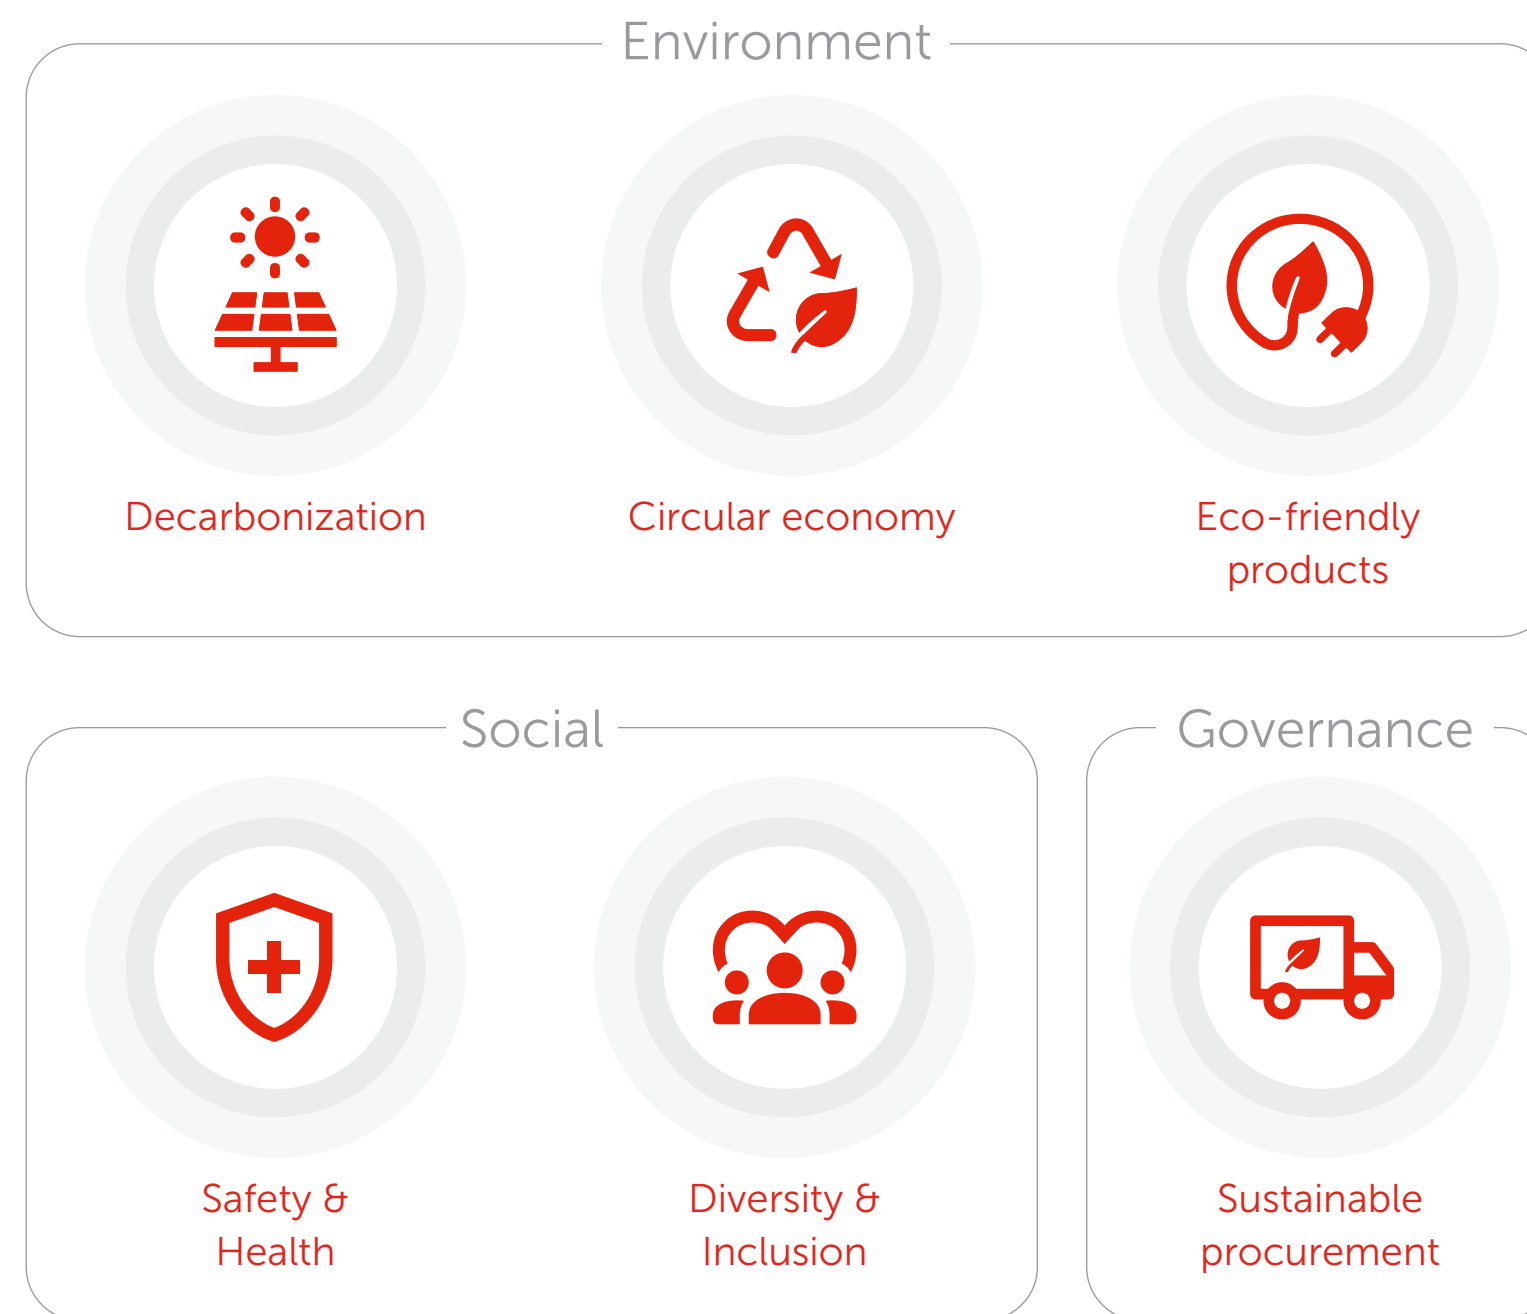 Environment
Decarbonization
Circular economy
Eco-friendly
products
Social
Safety &
Health
Diversity &
Inclusion
Governance
Sustainable
procurement